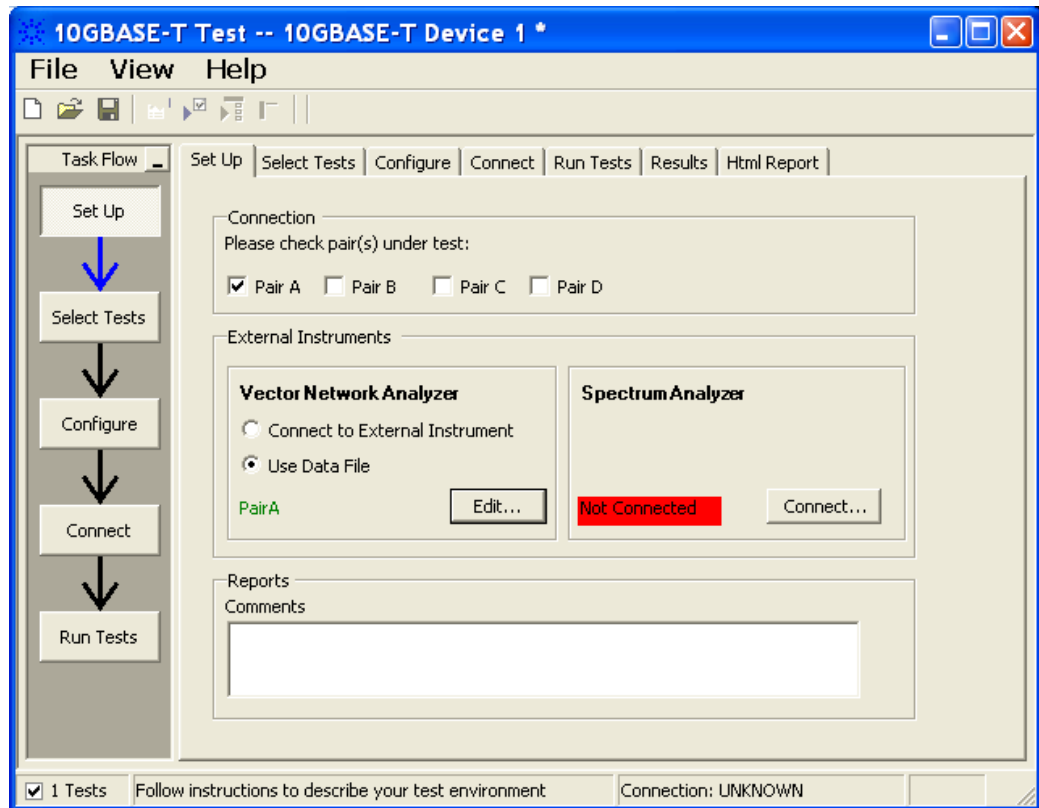 10GBASE-T Test -- 10GBASE-T Device 1 *
File View Help
Task Flow
Set Up
Select Tests
Configure
Connect
Run Tests
Set Up Select Tests Configure Connect Run Tests Results Html Report
Connection
Please check pair(s) under test:
Pair A Pair B Pair C Pair D
External Instruments
Vector Network Analyzer
Connect to External Instrument
Use Data File
PairA Edit...
Spectrum Analyzer
Not Connected Connect...
Reports
Comments
1 Tests Follow instructions to describe your test environment Connection: UNKNOWN